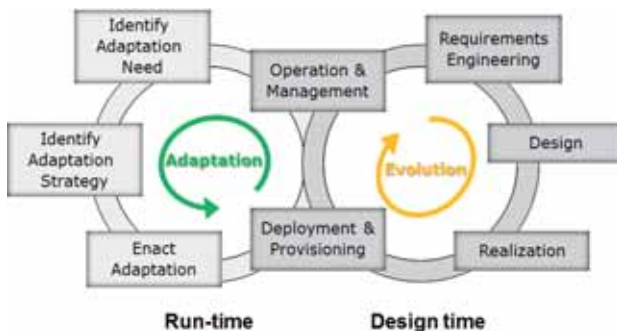 Identify
Adaptation
Need
Operation &
Management
Requirements
Engineering
Identify
Adaptation
Strategy
Adaptation
Evolution
Design
Enact
Adaptation
Deployment &
Provisioning
Realization
Run-time
Design time